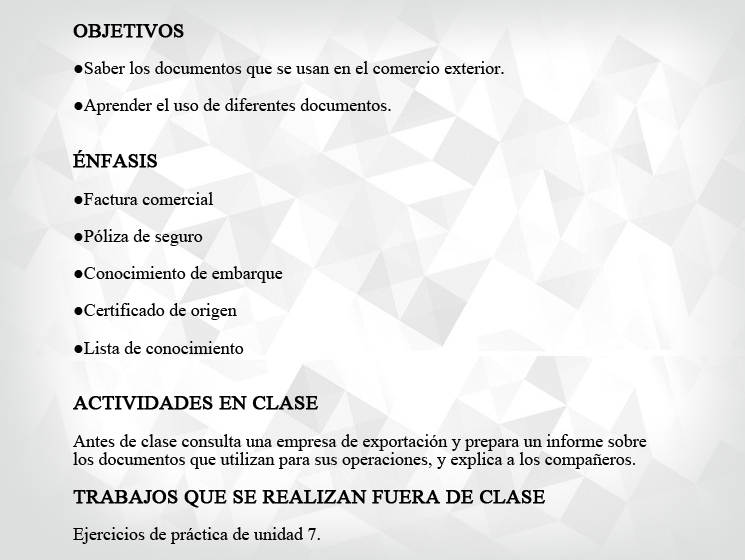 OBJETIVOS
●Saber los documentos que se usan en el comercio exterior.
●Aprender el uso de diferentes documentos.
ÉNFASIS
●Factura comercial
●Póliza de seguro
●Conocimiento de embarque
●Certificado de origen
●Lista de conocimiento
ACTIVIDADES EN CLASE
Antes de clase consulta una empresa de exportación y prepara un informe sobre
los documentos que utilizan para sus operaciones, y explica a los compañeros.
TRABAJOS QUE SE REALIZAN FUERA DE CLASE
Ejercicios de práctica de unidad 7.